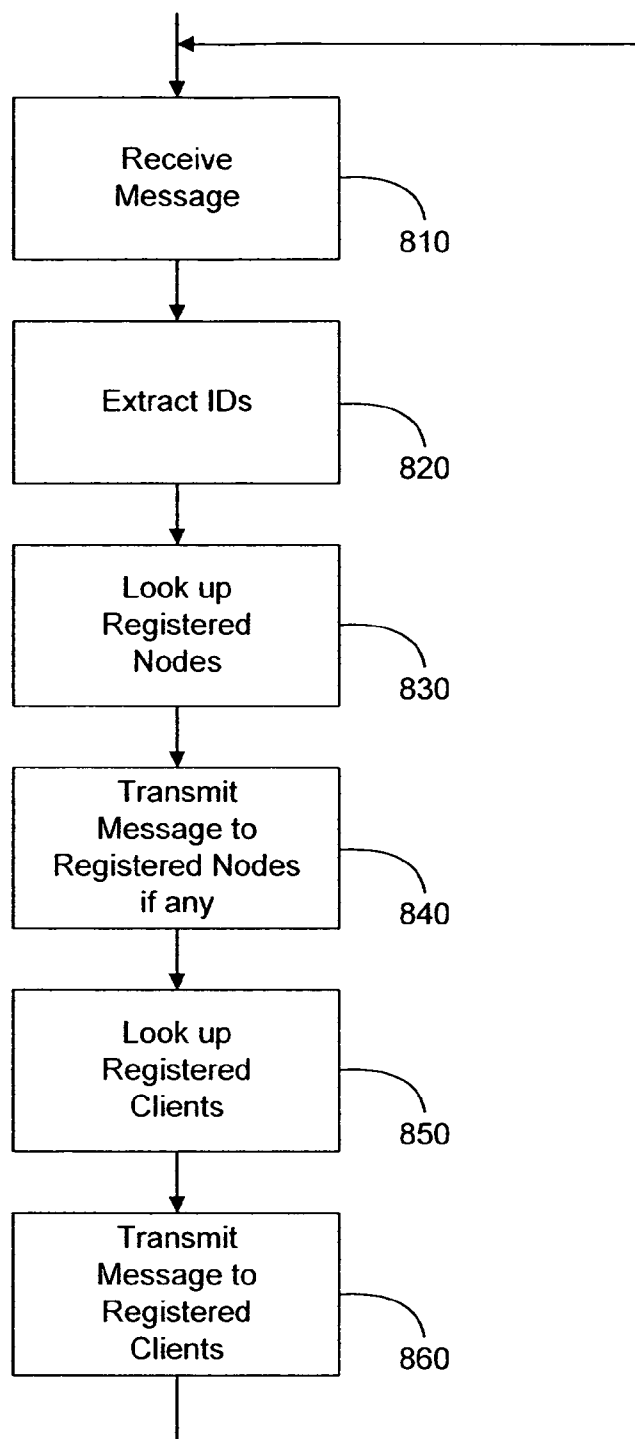 Receive
Message
810
Extract IDs
820
Look up
Registered
Nodes
830
Transmit
Message to
Registered Nodes
if any
840
Look up
Registered
Clients
850
Transmit
Message to
Registered
Clients
860